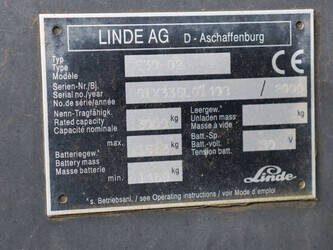 LINDE AG D - Aschaffenburg
Typ
Type
Modèle
CE
Serien-Nr./Bj.
Serial no./year /
No.de série/année
Nenn-Tragfähigk.
Rated capacity kg
Capacité nominale
Leergew.*
Unladen mass kg
Masse à vide
Batteriegew.* max. kg
Battery mass
Masse batterie min. kg
Batt.-Sp.
Batt.-volt. V
Tension batt.
Linde
*s. Betriebsanl. / see Operating instructions / voir Mode d'emploi